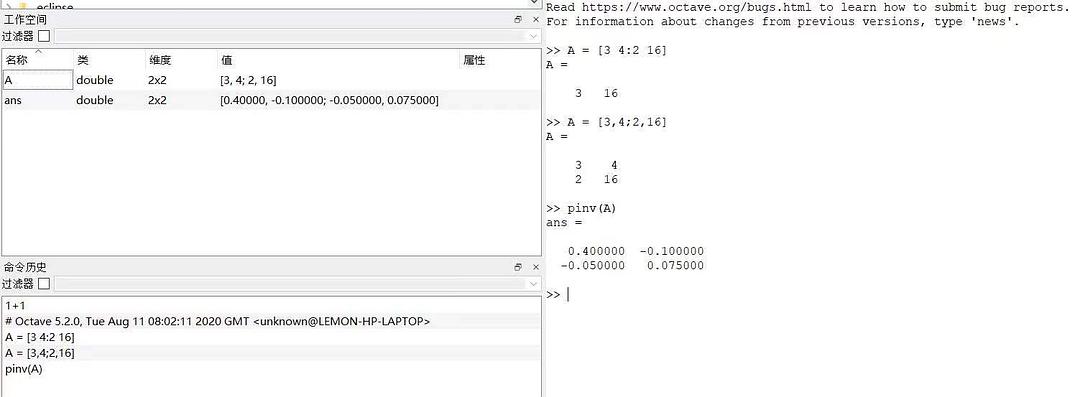 eclipse
工作空间
过滤器
名称 类 维度 值 属性
A double 2x2 [3, 4; 2, 16]
ans double 2x2 [0.40000, -0.100000; -0.050000, 0.075000]
命令历史
过滤器
1+1
# Octave 5.2.0, Tue Aug 11 08:02:11 2020 GMT <unknown@LEMON-HP-LAPTOP>
A = [3 4:2 16]
A = [3,4;2,16]
pinv(A)
Read https://www.octave.org/bugs.html to learn how to submit bug reports.
For information about changes from previous versions, type 'news'.
>> A = [3 4:2 16]
A =
3 16
>> A = [3,4;2,16]
A =
3 4
2 16
>> pinv(A)
ans =
0.400000 -0.100000
-0.050000 0.075000
>>